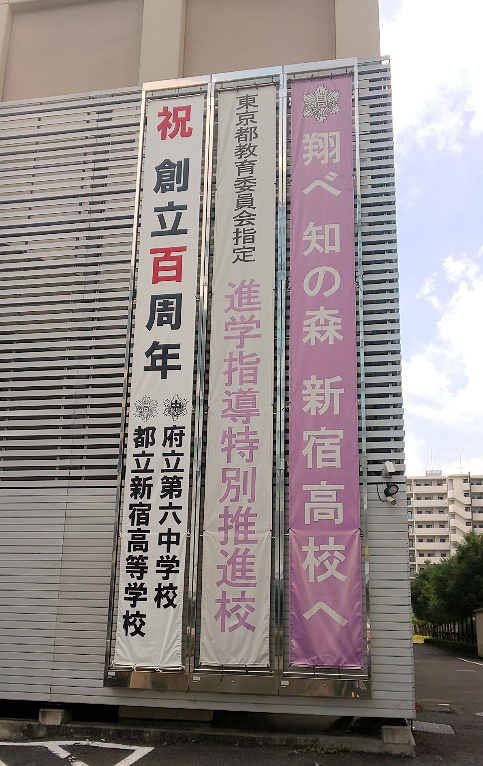 翔べ 知の森 新宿高校へ
東京都教育委員会指定
進学指導特別推進校
祝 創立百周年
中
府立第六中学校
高
都立新宿高等学校